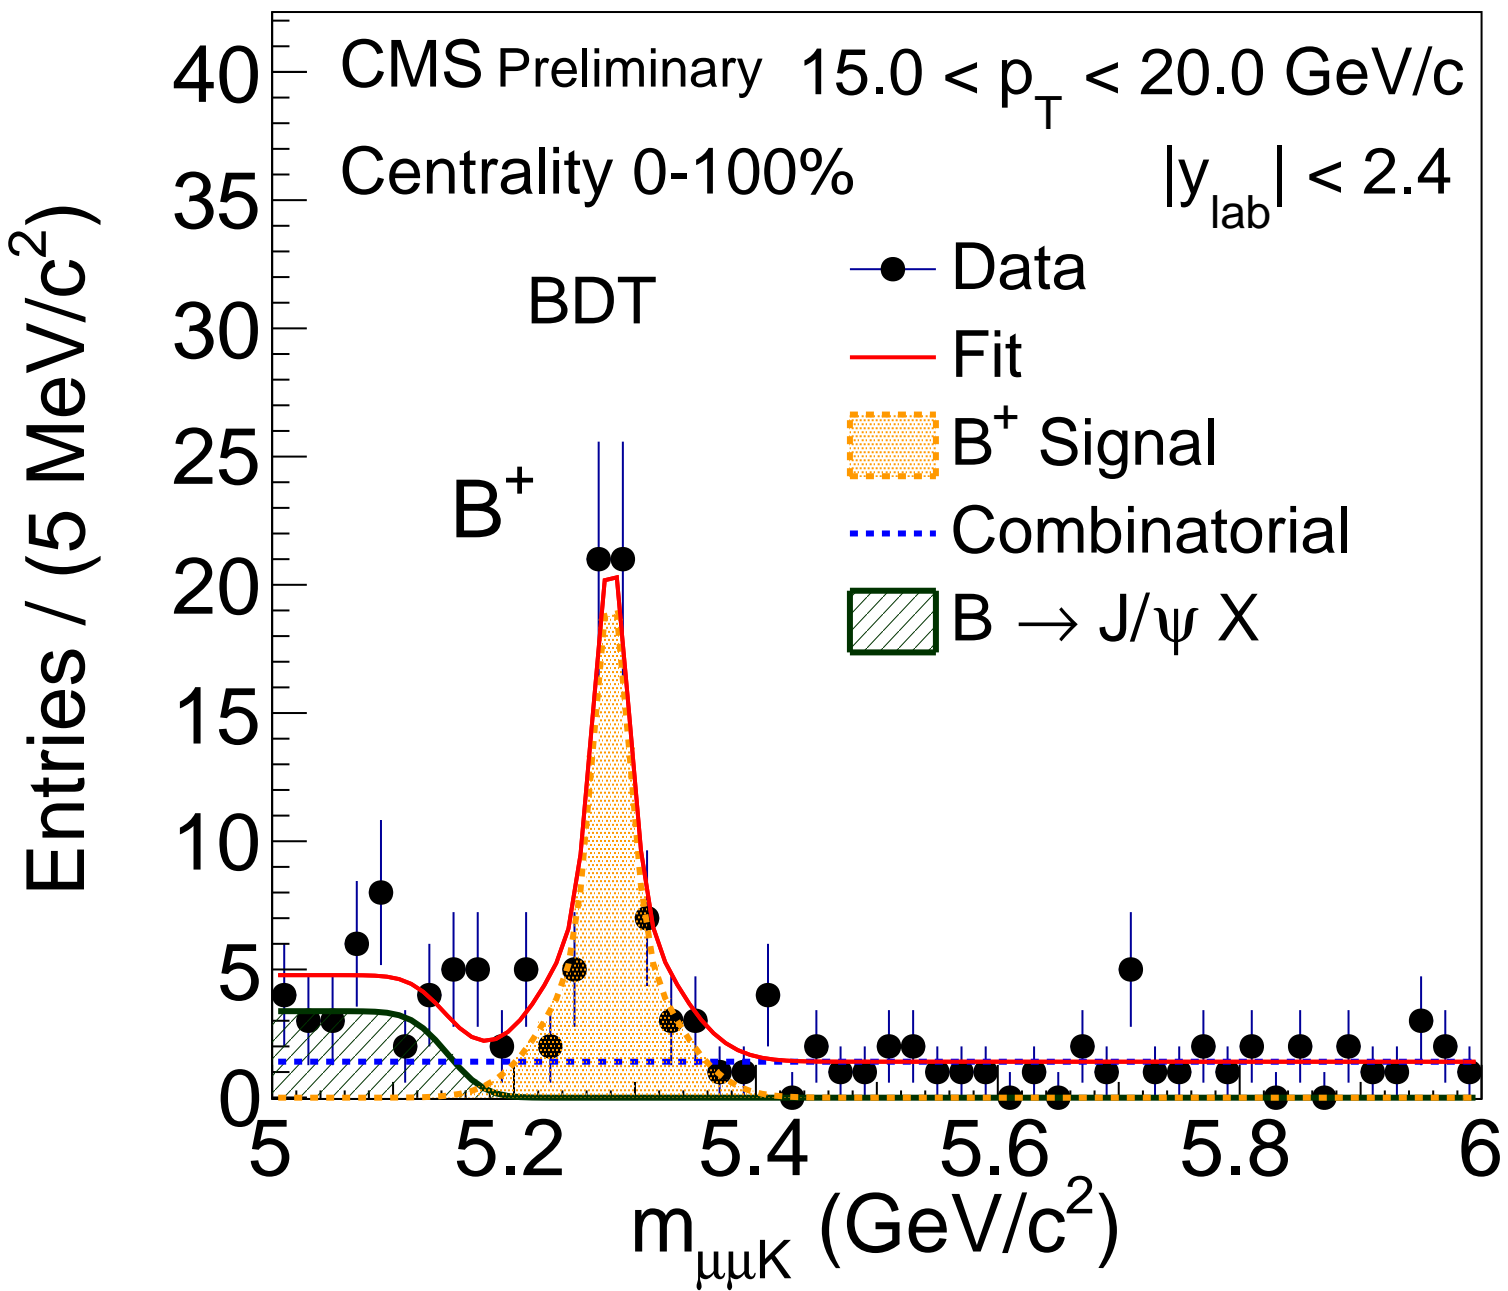 CMS Preliminary 15.0 < p_T < 20.0 GeV/c
Centrality 0-100% |y_lab| < 2.4
BDT
B⁺
Data
Fit
B⁺ Signal
Combinatorial
B → J/ψ X
Entries / (5 MeV/c²)
40
35
30
25
20
15
10
5
0
5 5.2 5.4 5.6 5.8 6
m_μμK (GeV/c²)